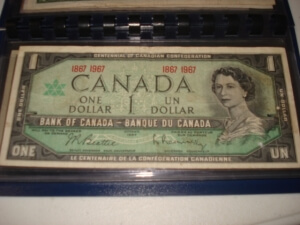 CENTENNIAL OF CANADIAN CONFEDERATION
1867 1967 1867 1967
CANADA
ONE 1 UN
DOLLAR DOLLAR
BANK OF CANADA - BANQUE DU CANADA
ONE UN
LE CENTENAIRE DE LA CONFÉDÉRATION CANADIENNE